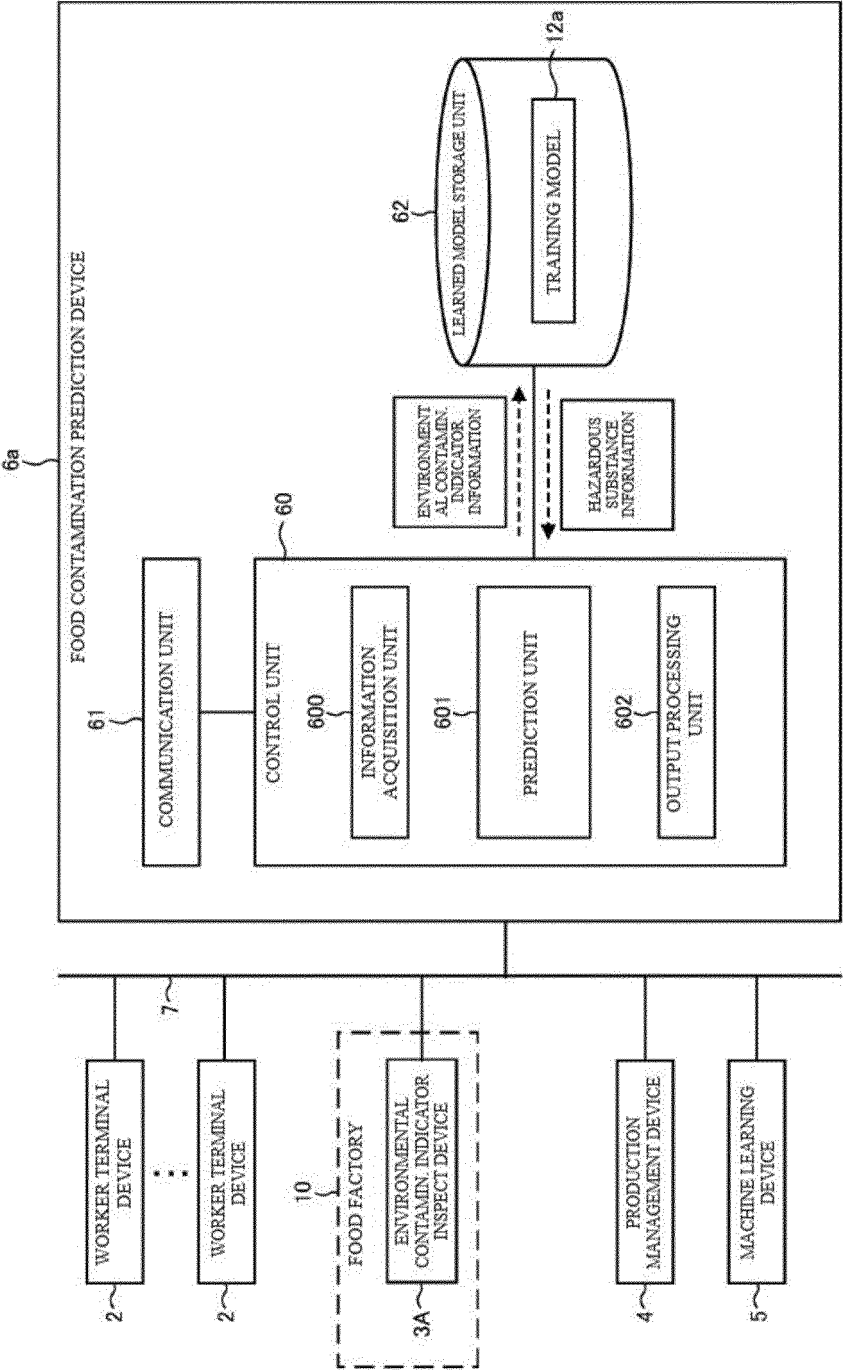 6a
FOOD CONTAMINATION PREDICTION DEVICE
61
COMMUNICATION UNIT
60
CONTROL UNIT
600
INFORMATION
ACQUISITION UNIT
601
PREDICTION UNIT
602
OUTPUT PROCESSING
UNIT
ENVIRONMENT
AL CONTAMIN.
INDICATOR
INFORMATION
HAZARDOUS
SUBSTANCE
INFORMATION
62
LEARNED MODEL STORAGE UNIT
12a
TRAINING MODEL
7
WORKER TERMINAL
DEVICE
2
...
WORKER TERMINAL
DEVICE
2
10
FOOD FACTORY
ENVIRONMENTAL
CONTAMIN. INDICATOR
INSPECT DEVICE
3A
PRODUCTION
MANAGEMENT DEVICE
4
MACHINE LEARNING
DEVICE
5